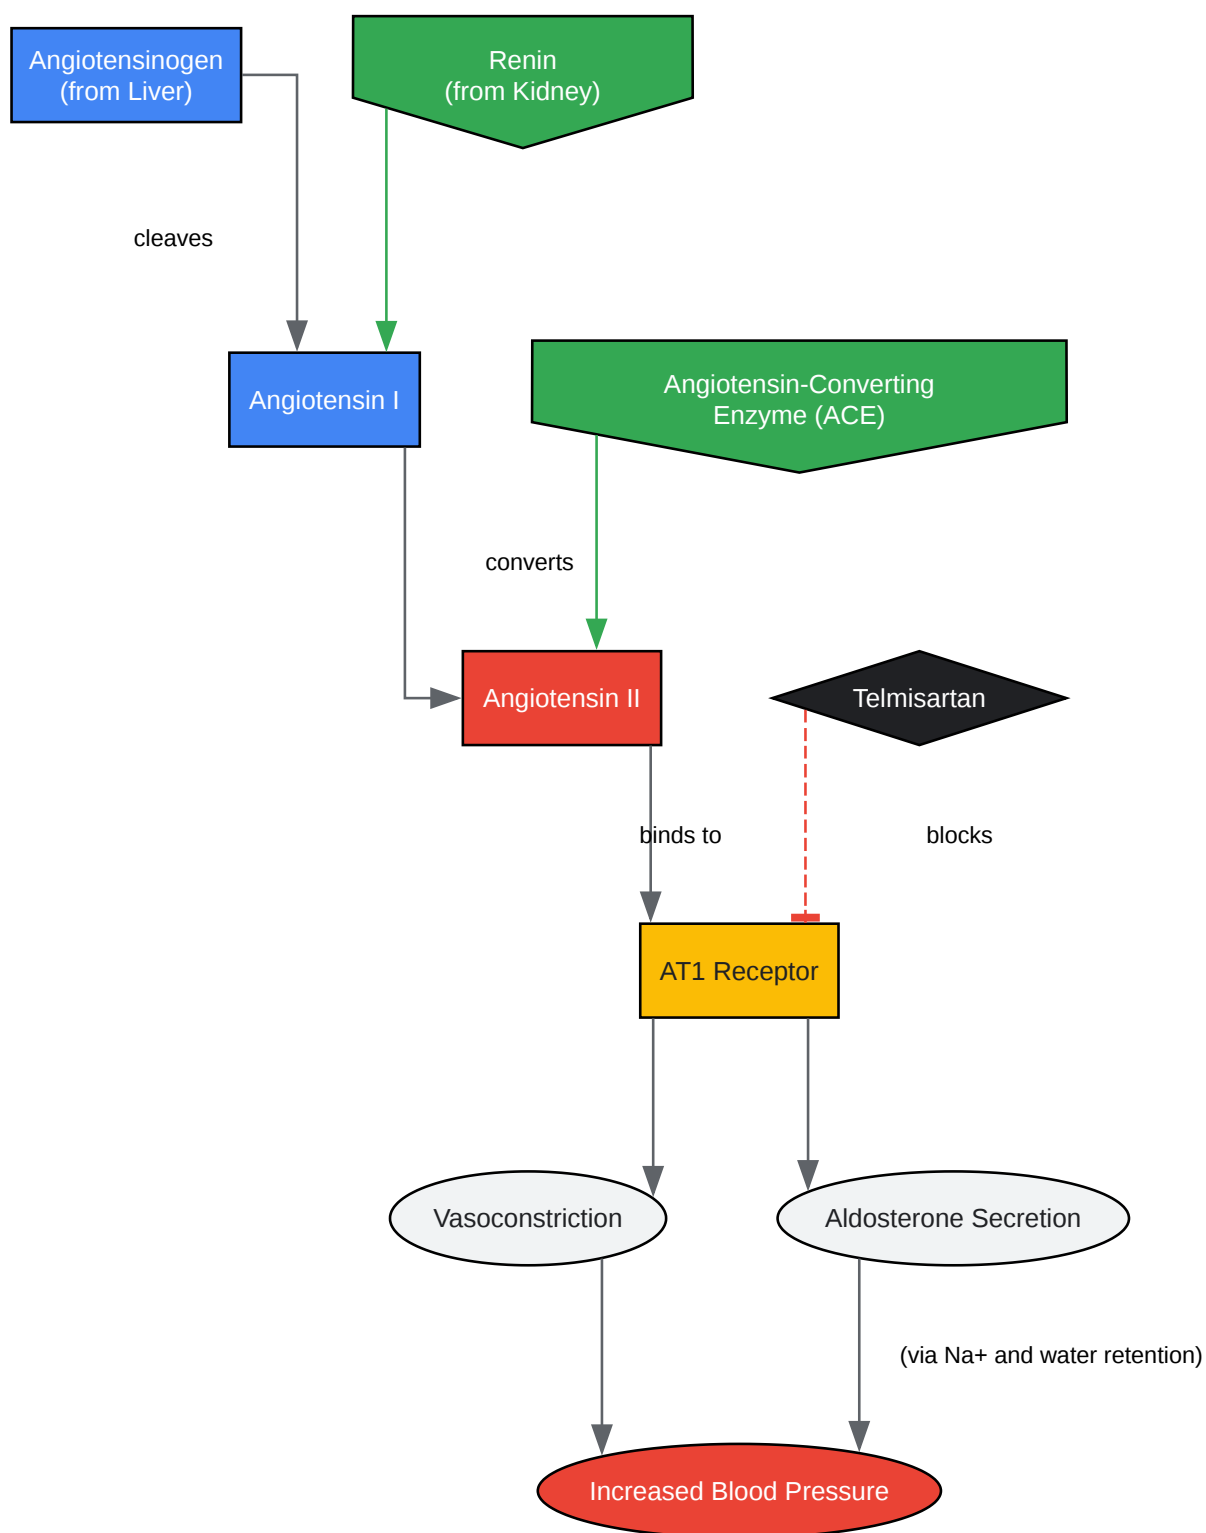 Angiotensinogen
(from Liver)
Renin
(from Kidney)
cleaves
Angiotensin I
Angiotensin-Converting
Enzyme (ACE)
converts
Angiotensin II
Telmisartan
binds to
blocks
AT1 Receptor
Vasoconstriction
Aldosterone Secretion
(via Na+ and water retention)
Increased Blood Pressure